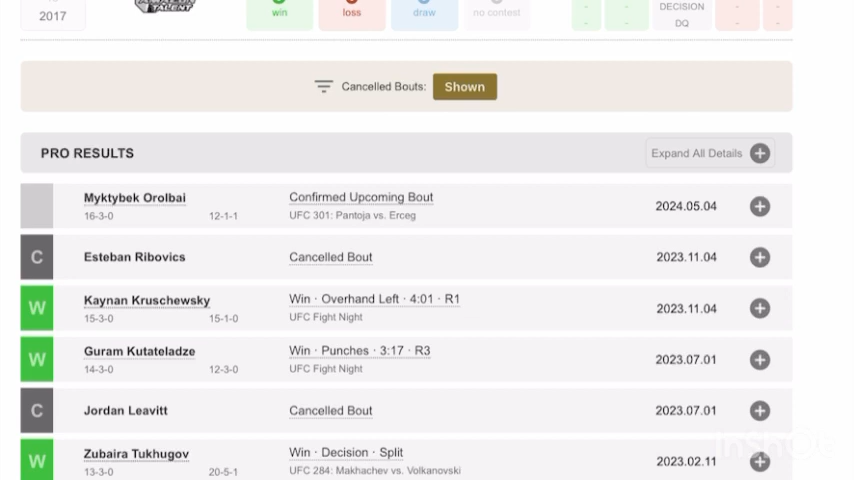 2017
TALENT
win
loss
draw
no contest
DECISION
DQ
- - - -
- - - -
Cancelled Bouts: Shown
PRO RESULTS
Expand All Details
Myktybek Orolbai
Confirmed Upcoming Bout
2024.05.04
16-3-0
12-1-1
UFC 301: Pantoja vs. Erceg
C
Esteban Ribovics
Cancelled Bout
2023.11.04
W
Kaynan Kruschewsky
Win · Overhand Left · 4:01 · R1
2023.11.04
15-3-0
15-1-0
UFC Fight Night
W
Guram Kutateladze
Win · Punches · 3:17 · R3
2023.07.01
14-3-0
12-3-0
UFC Fight Night
C
Jordan Leavitt
Cancelled Bout
2023.07.01
W
Zubaira Tukhugov
Win · Decision · Split
2023.02.11
13-3-0
20-5-1
UFC 284: Makhachev vs. Volkanovski
InShOt